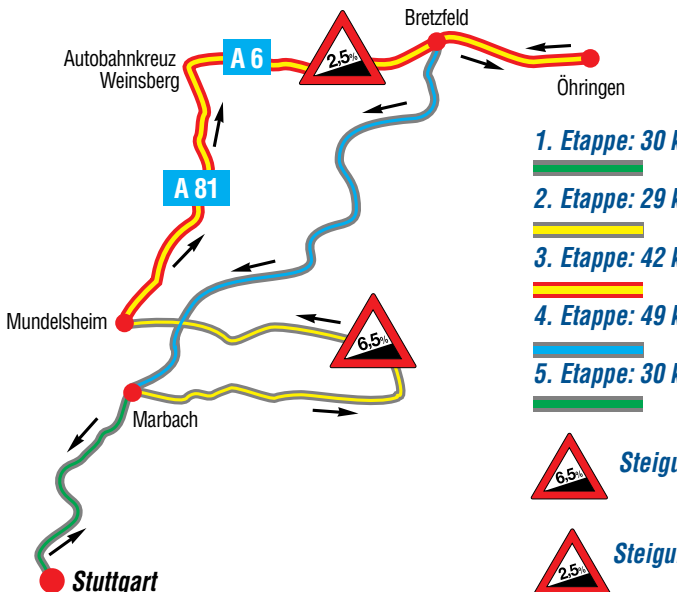 Bretzfeld
Autobahnkreuz
Weinsberg
A 6
2,5%
Öhringen
A 81
1. Etappe: 30 k
2. Etappe: 29 k
3. Etappe: 42 k
4. Etappe: 49 k
5. Etappe: 30 k
Mundelsheim
6,5%
Marbach
6,5%
Steigu
2,5%
Steigu
Stuttgart